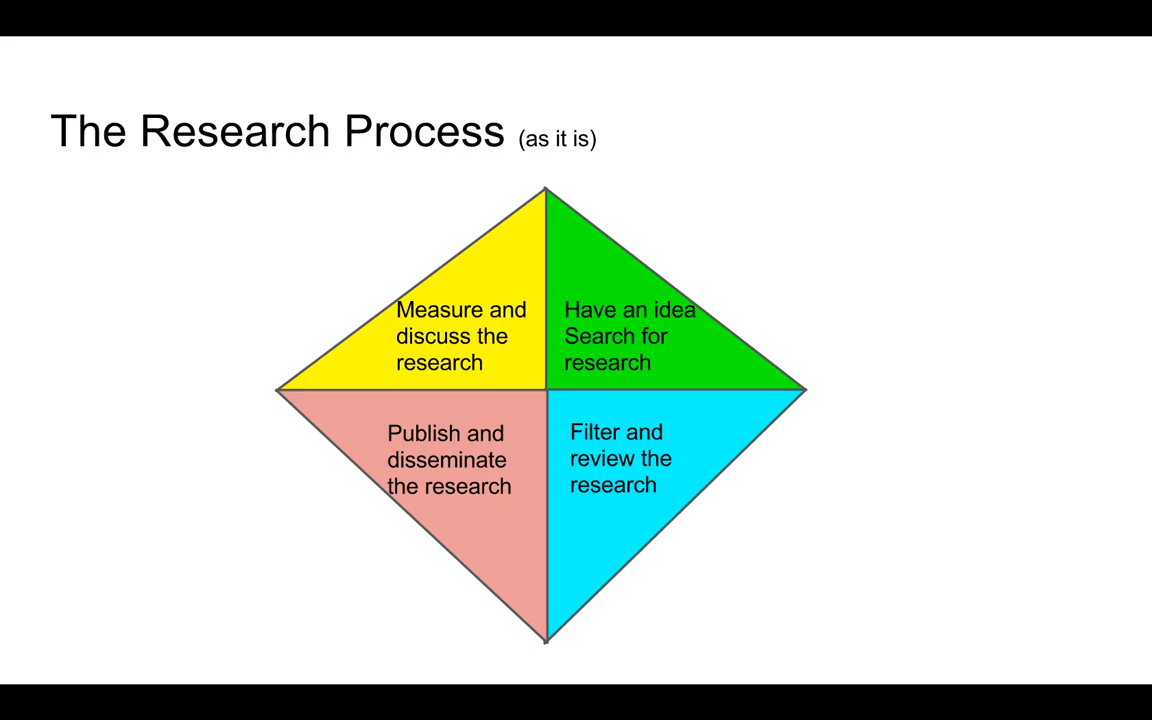 The Research Process (as it is)
Measure and
discuss the
research
Have an idea
Search for
research
Publish and
disseminate
the research
Filter and
review the
research